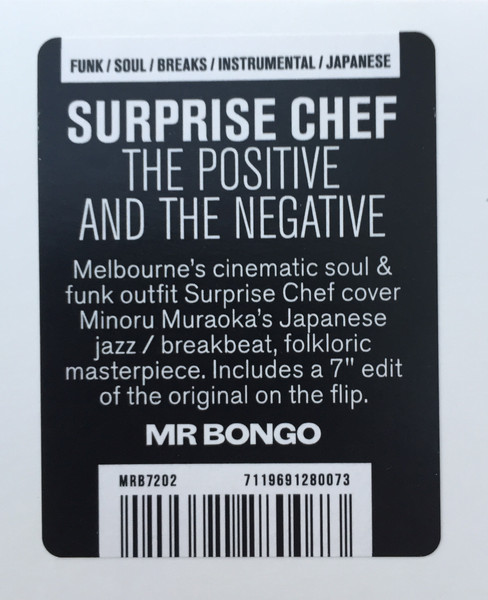 FUNK / SOUL / BREAKS / INSTRUMENTAL / JAPANESE
SURPRISE CHEF
THE POSITIVE
AND THE NEGATIVE
Melbourne's cinematic soul &
funk outfit Surprise Chef cover
Minoru Muraoka's Japanese
jazz / breakbeat, folkloric
masterpiece. Includes a 7" edit
of the original on the flip.
MR BONGO
MRB7202 7119691280073